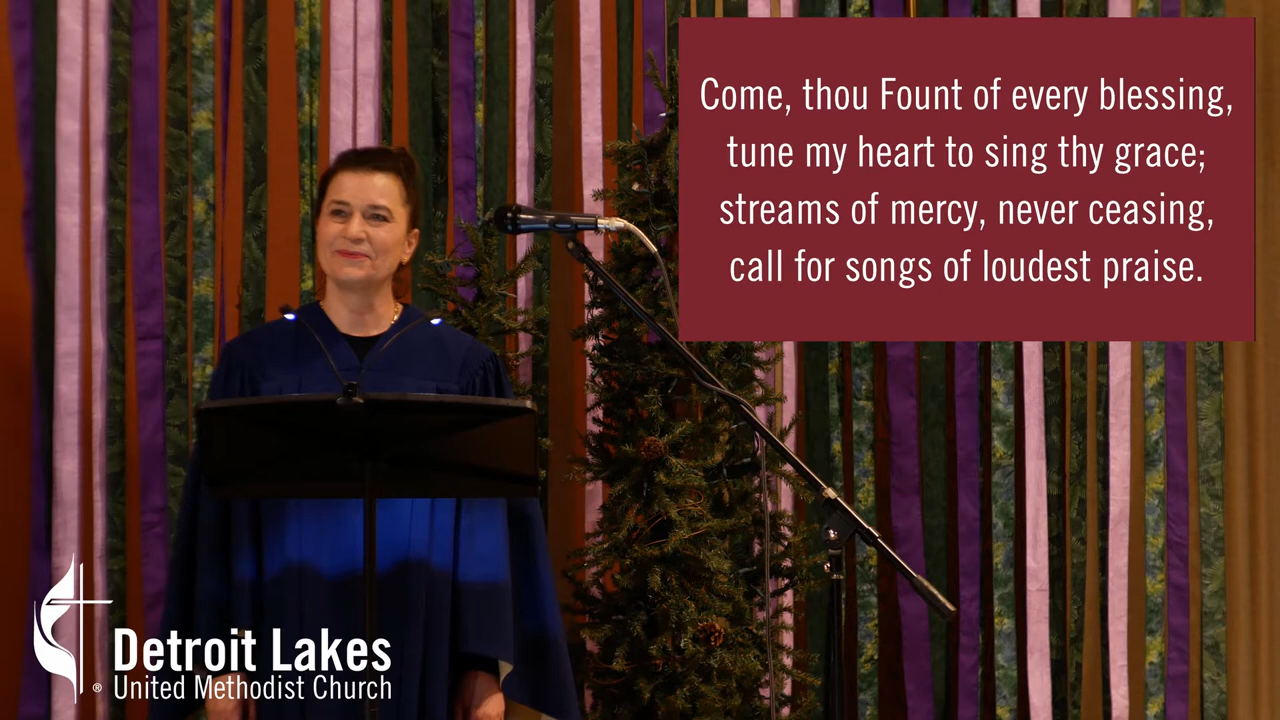 Come, thou Fount of every blessing,
tune my heart to sing thy grace;
streams of mercy, never ceasing,
call for songs of loudest praise.
Detroit Lakes
United Methodist Church
®